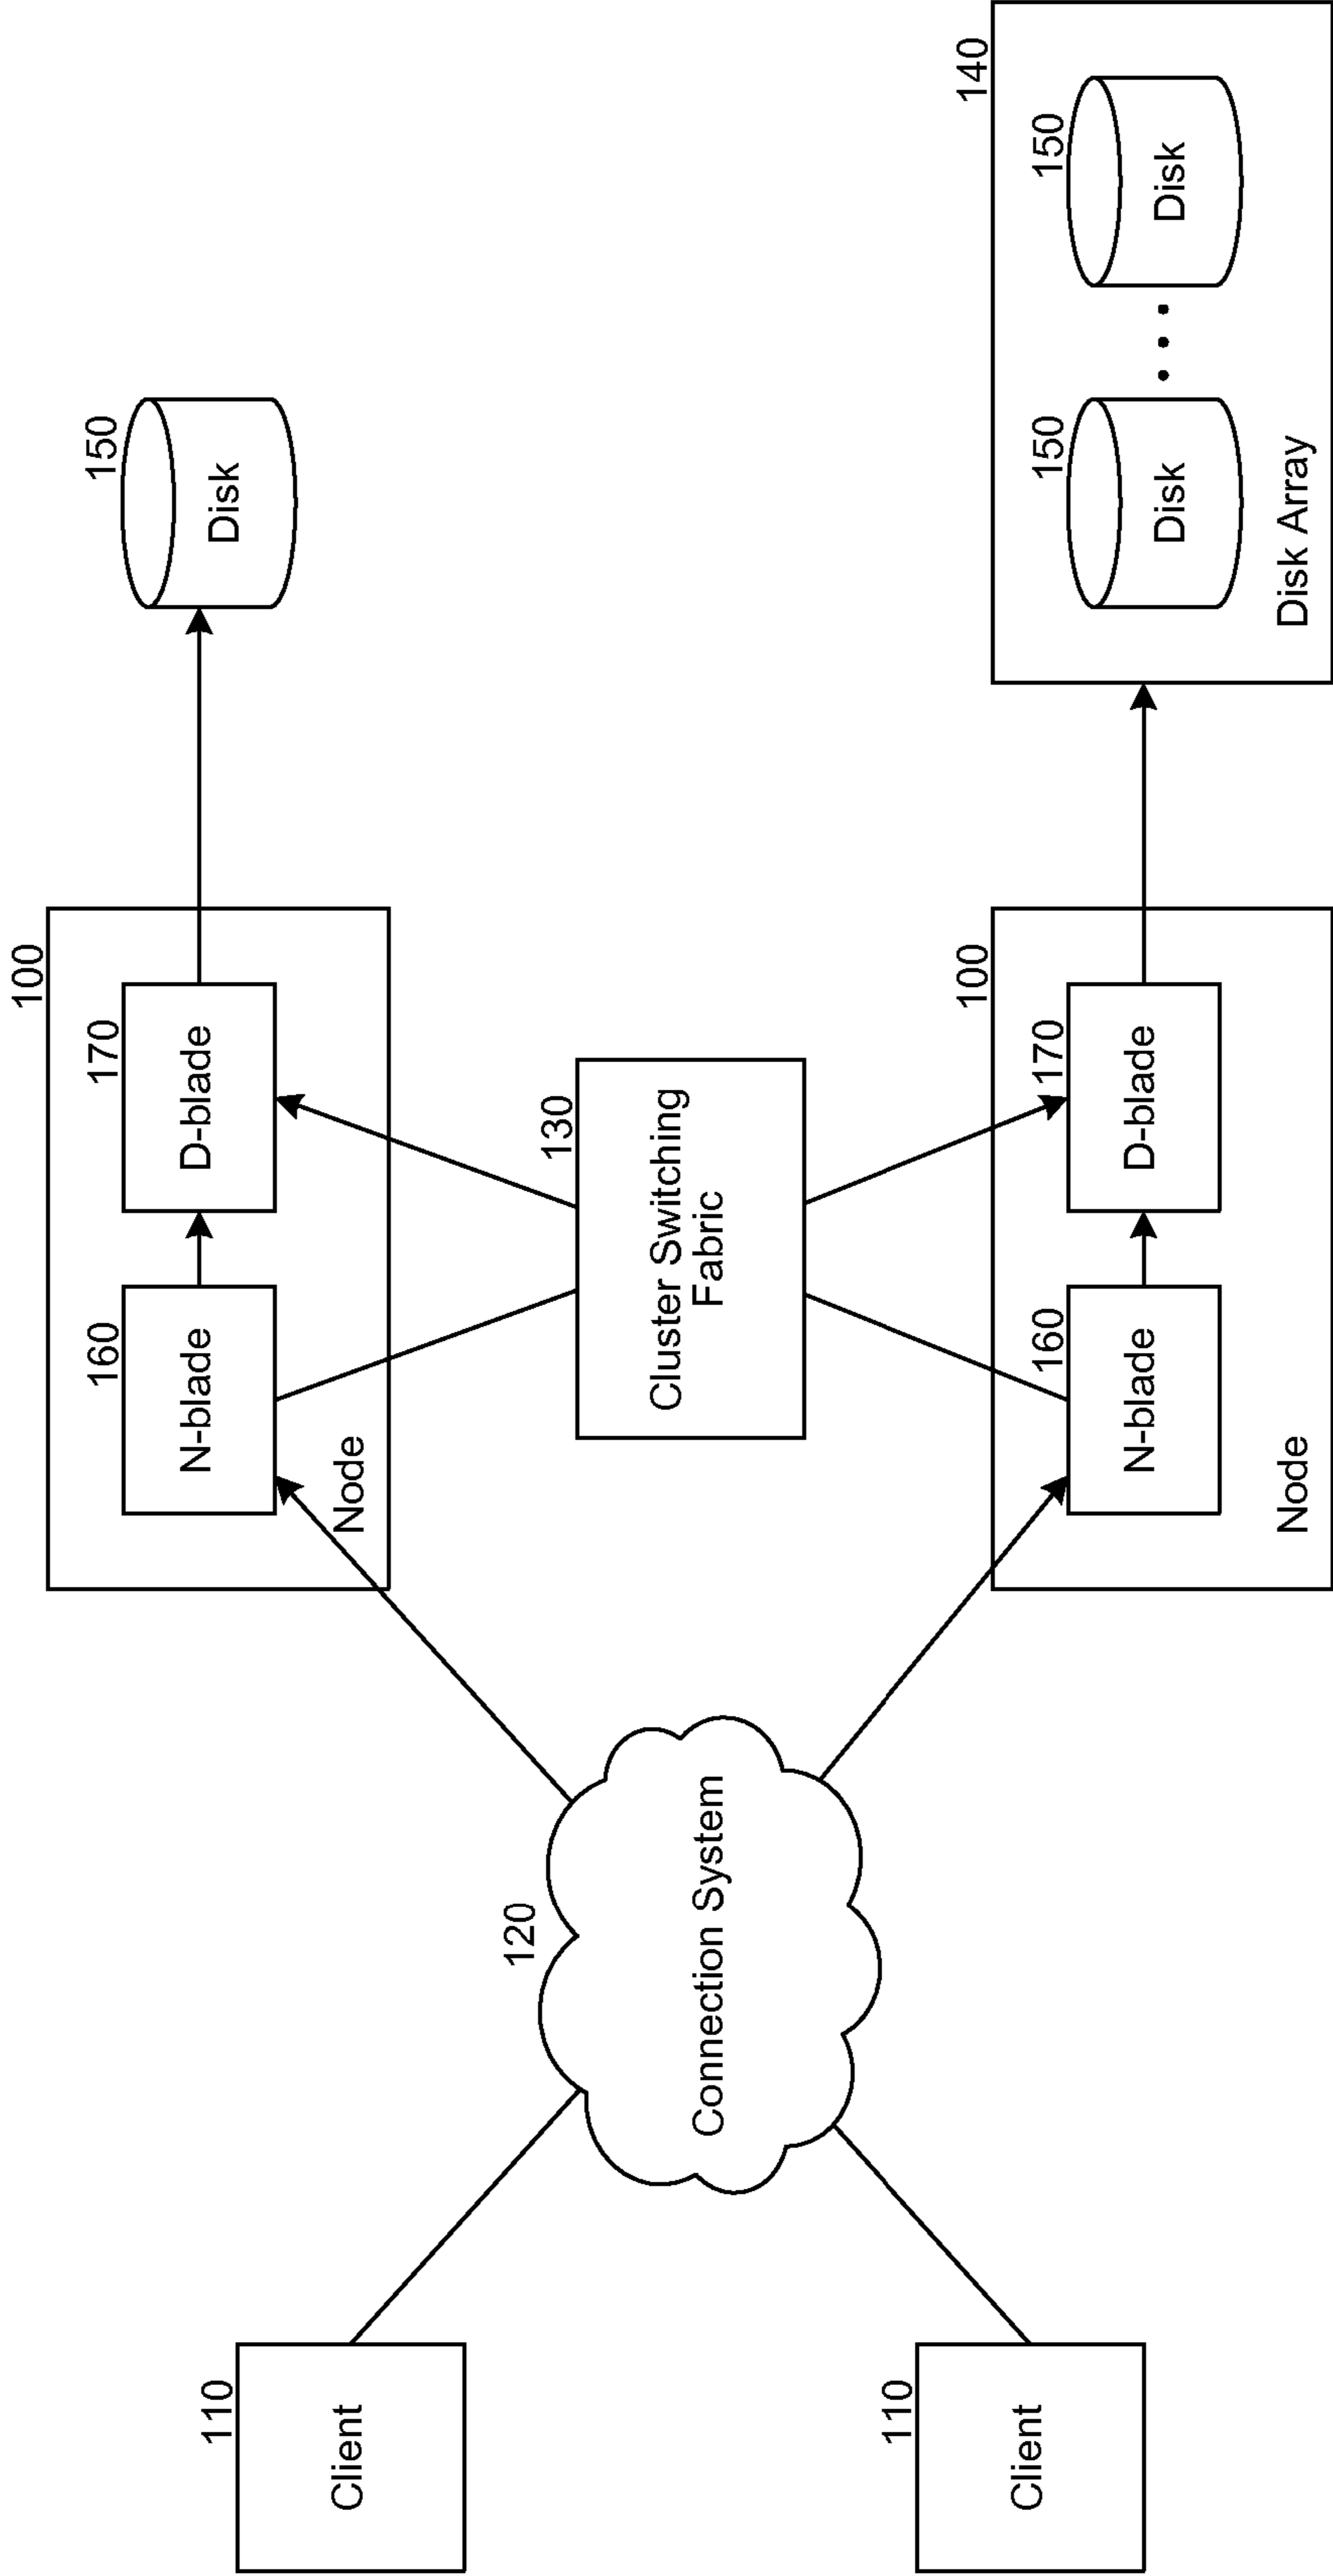 100
160
170
N-blade
D-blade
Node
150
Disk
110
Client
120
Connection System
130
Cluster Switching
Fabric
110
Client
100
160
170
N-blade
D-blade
Node
140
150
150
Disk
Disk
Disk Array